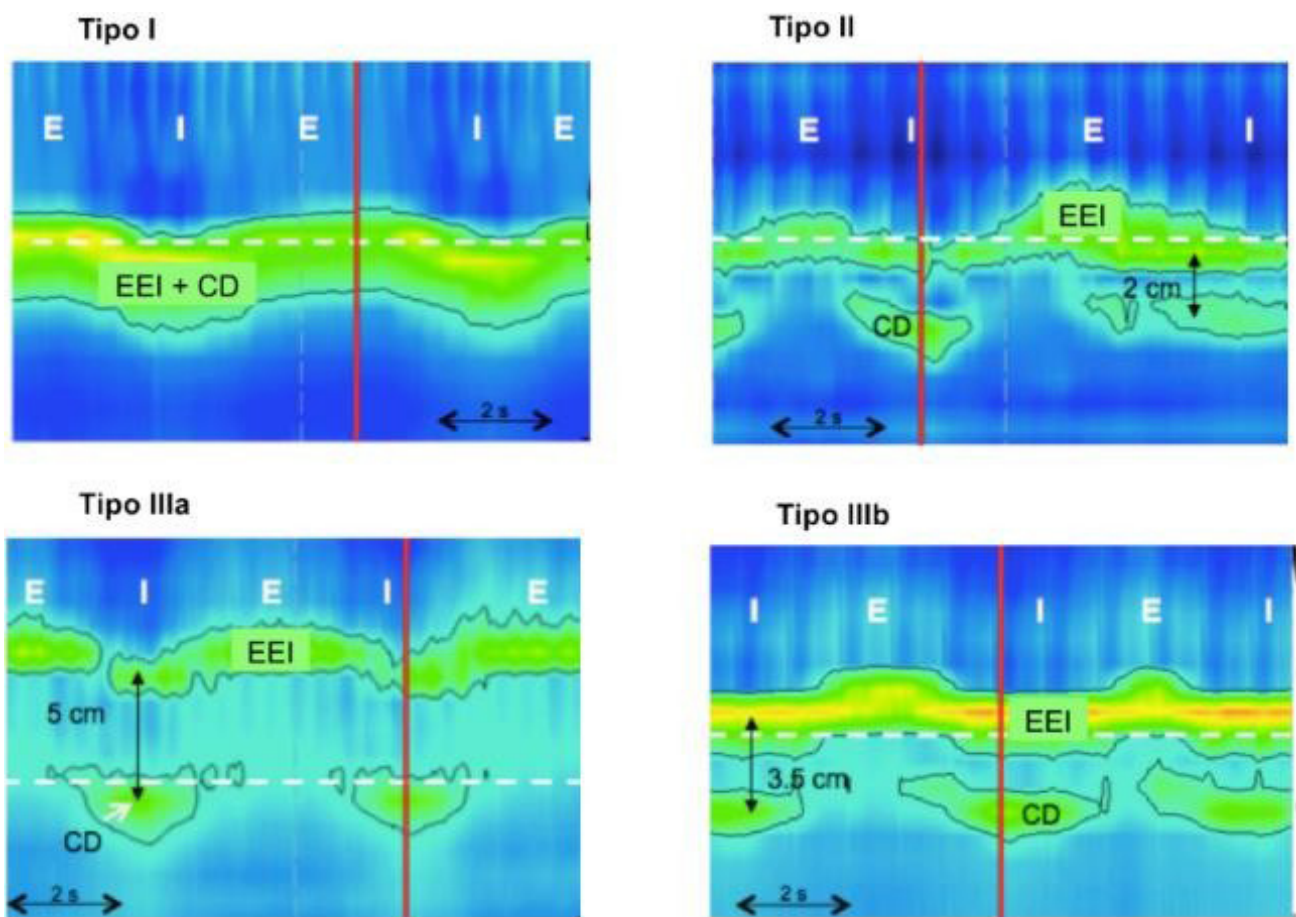 Tipo I
E I E I E
EEI + CD
2 s
Tipo II
E I E I
EEI
2 cm
CD
2 s
Tipo IIIa
E I E I E
EEI
5 cm
CD
2 s
Tipo IIIb
I E I E I
EEI
3.5 cm
CD
2 s